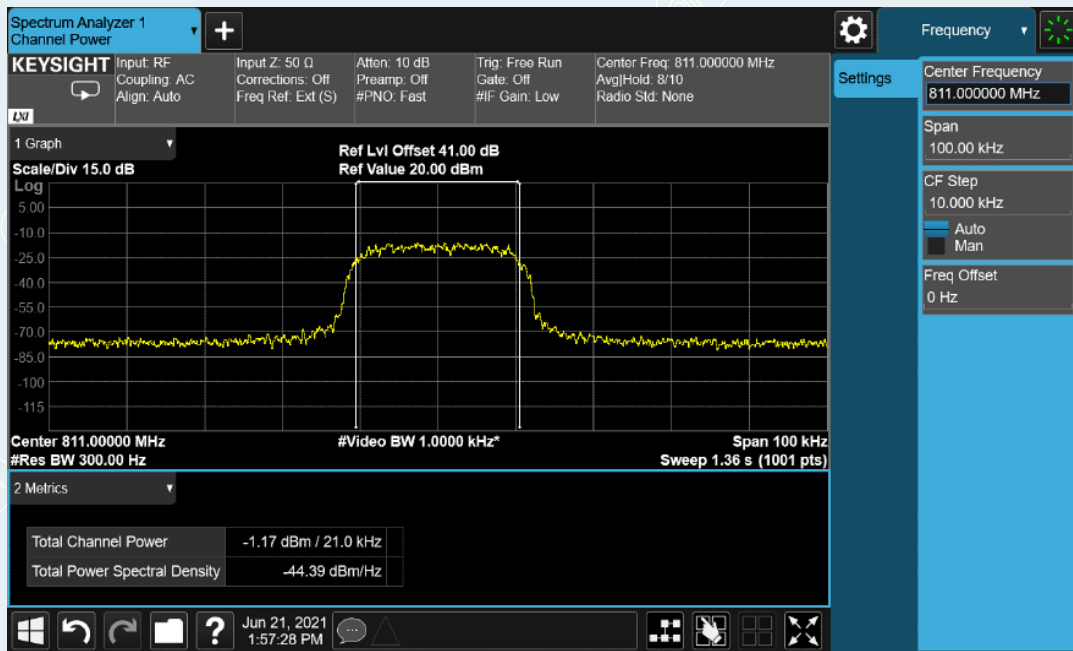 Spectrum Analyzer 1
Channel Power
+
Frequency
KEYSIGHT
LXI
Input: RF
Coupling: AC
Align: Auto
Input Z: 50 Ω
Corrections: Off
Freq Ref: Ext (S)
Atten: 10 dB
Preamp: Off
#PNO: Fast
Trig: Free Run
Gate: Off
#IF Gain: Low
Center Freq: 811.000000 MHz
Avg|Hold: 8/10
Radio Std: None
Settings
Center Frequency
811.000000 MHz
Span
100.00 kHz
CF Step
10.000 kHz
Auto
Man
Freq Offset
0 Hz
1 Graph
Scale/Div 15.0 dB
Ref Lvl Offset 41.00 dB
Ref Value 20.00 dBm
Log
5.00
-10.0
-25.0
-40.0
-55.0
-70.0
-85.0
-100
-115
Center 811.00000 MHz
#Video BW 1.0000 kHz*
Span 100 kHz
#Res BW 300.00 Hz
Sweep 1.36 s (1001 pts)
2 Metrics
Total Channel Power -1.17 dBm / 21.0 kHz
Total Power Spectral Density -44.39 dBm/Hz
?
Jun 21, 2021
1:57:28 PM